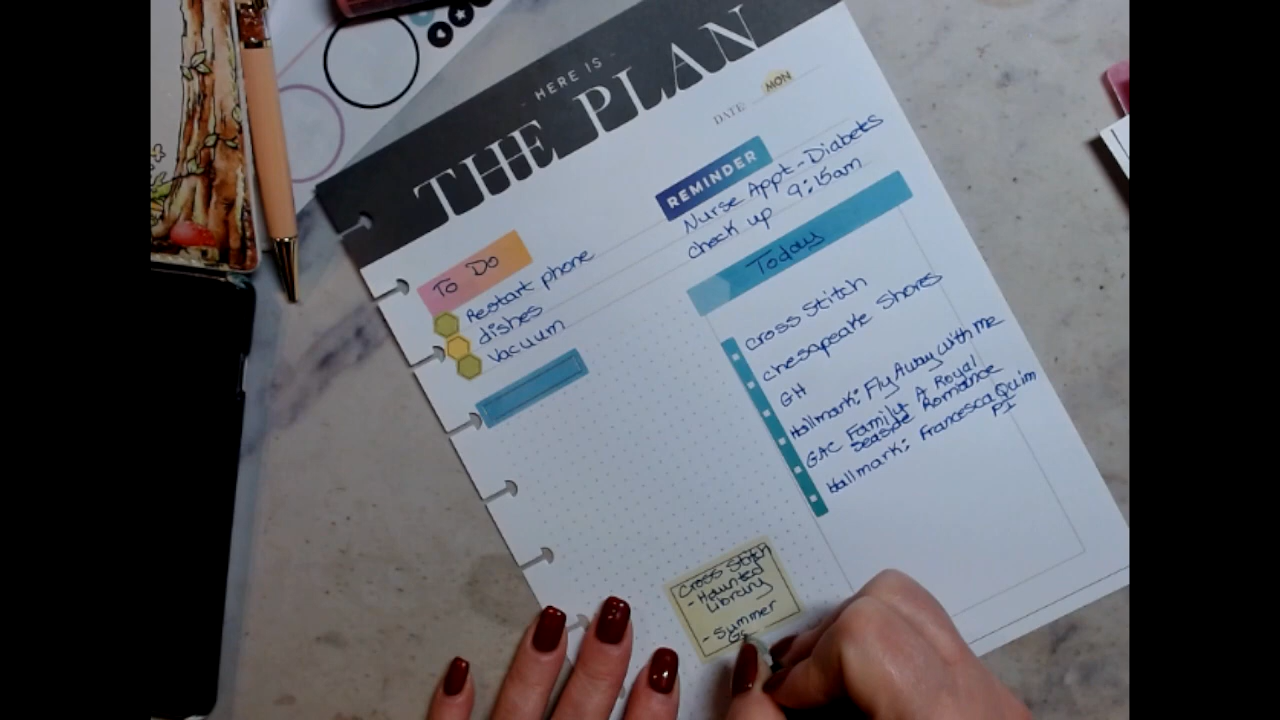 HERE IS
THE PLAN
DATE: MON
REMINDER
Nurse Appt-Diabetes
check up 9:15am
To Do
Restart phone
dishes
Vacuum
Today
Cross Stitch
Chesapeake Shores
GH
Hallmark: Fly Away With Me
GAC Family A Royal
Seaside Romance
Hallmark: Francesca Quim
PI
Cross Stitch
- Haunted
Library
- Summer